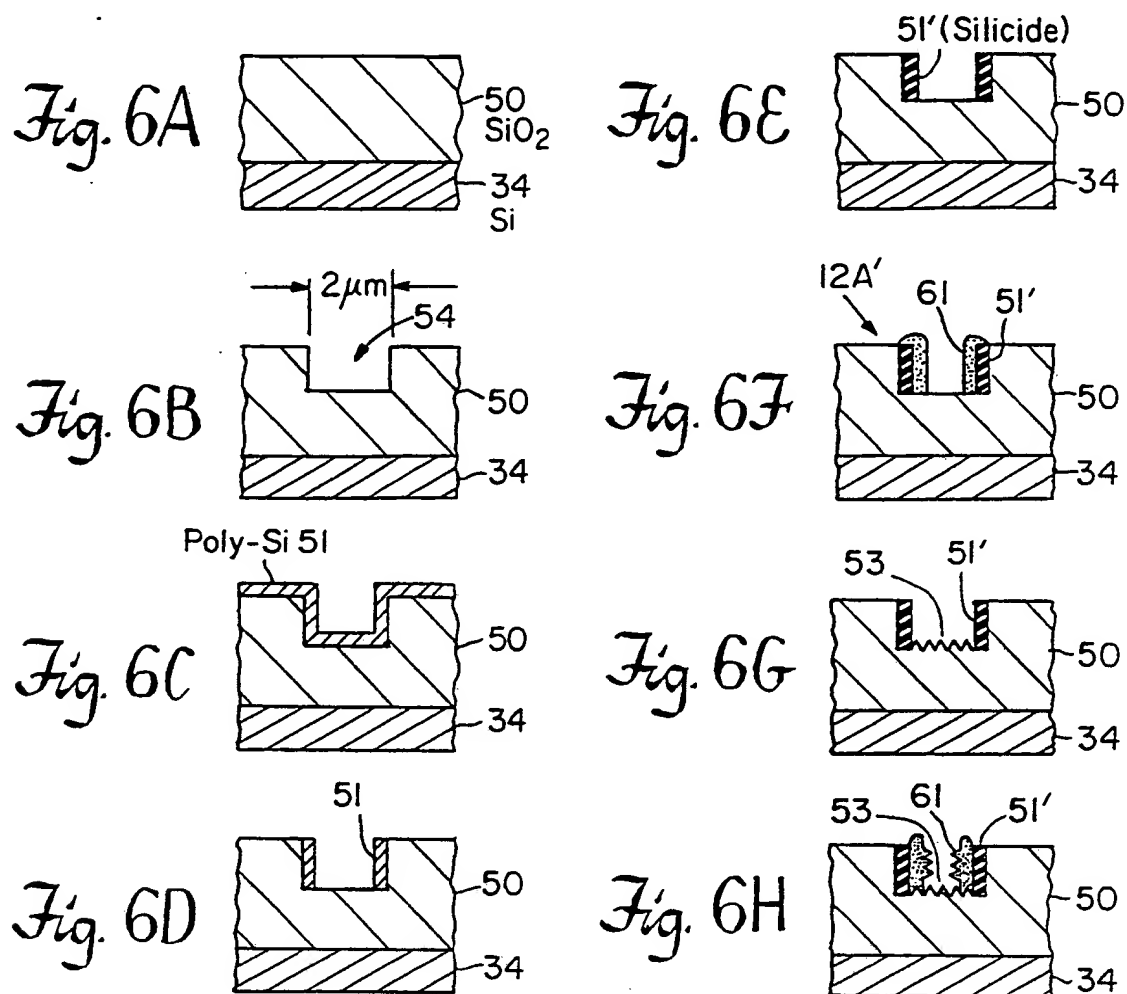 Fig. 6A
50
SiO2
34
Si
Fig. 6B
2μm
54
50
34
Fig. 6C
Poly-Si 51
50
34
Fig. 6D
51
50
34
Fig. 6E
51' (Silicide)
50
34
Fig. 6F
12A'
61
51'
50
34
Fig. 6G
53
51'
50
34
Fig. 6H
53
61
51'
50
34